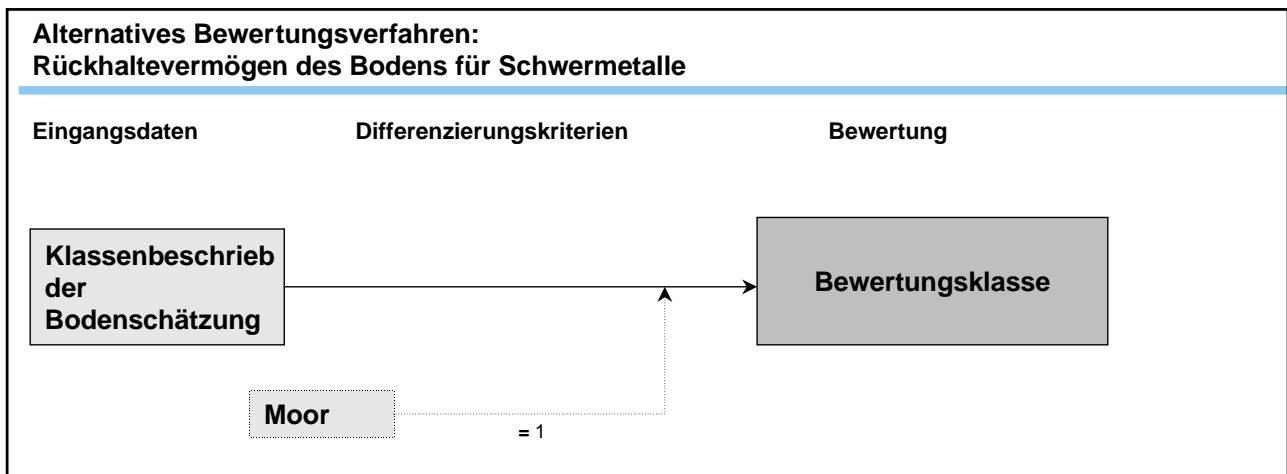 Alternatives Bewertungsverfahren:
Rückhaltevermögen des Bodens für Schwermetalle
Eingangsdaten Differenzierungskriterien Bewertung
Klassenbeschrieb
der
Bodenschätzung
Bewertungsklasse
Moor
= 1